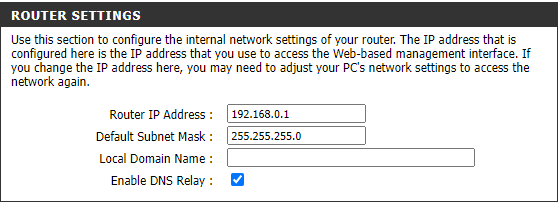 ROUTER SETTINGS
Use this section to configure the internal network settings of your router. The IP address that is
configured here is the IP address that you use to access the Web-based management interface. If
you change the IP address here, you may need to adjust your PC's network settings to access the
network again.
Router IP Address : 192.168.0.1
Default Subnet Mask : 255.255.255.0
Local Domain Name :
Enable DNS Relay :